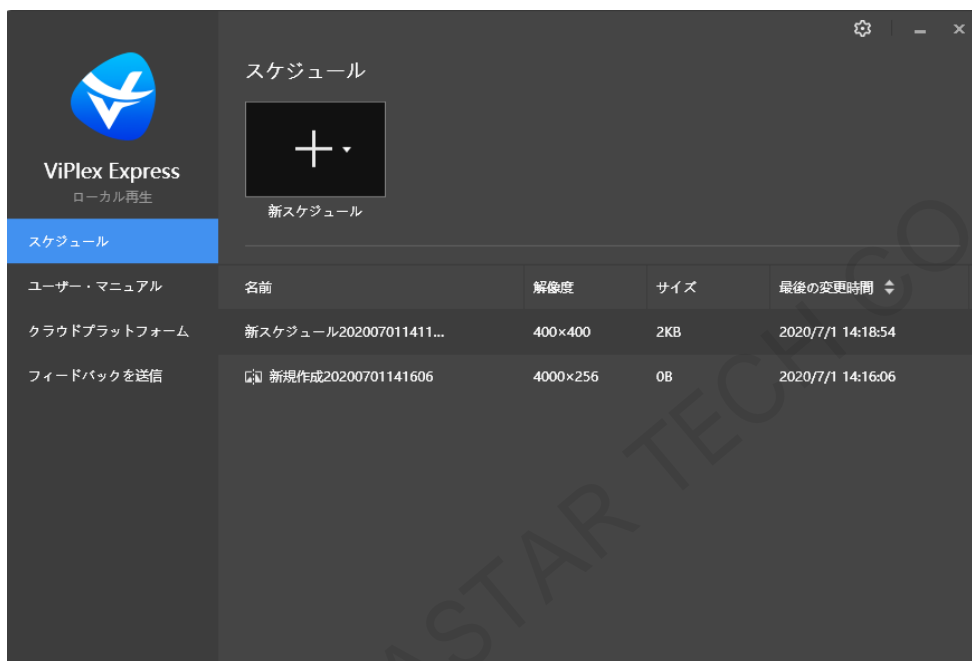 スケジュール
ViPlex Express
ローカル再生
新スケジュール
スケジュール
ユーザー・マニュアル
クラウドプラットフォーム
フィードバックを送信
名前 解像度 サイズ 最後の変更時間
新スケジュール202007011411... 400×400 2KB 2020/7/1 14:18:54
新規作成20200701141606 4000×256 0B 2020/7/1 14:16:06
ASTAR TECH CO